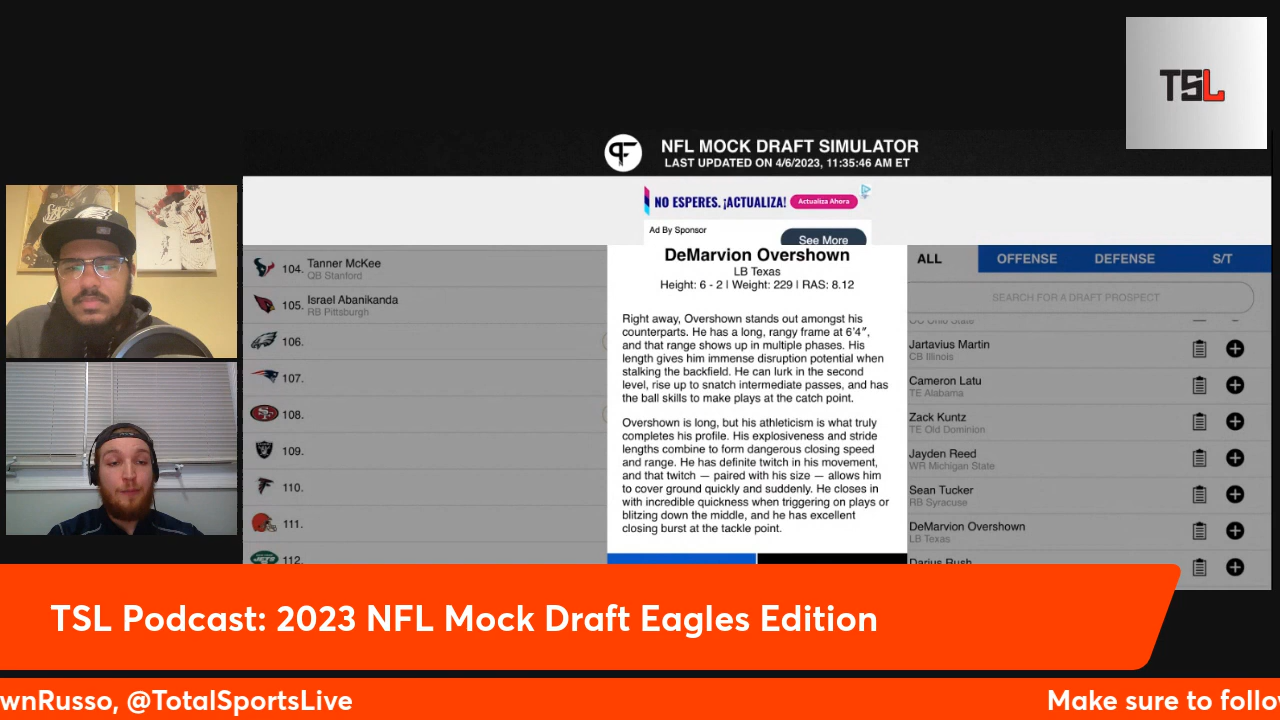 TSL
NFL MOCK DRAFT SIMULATOR
LAST UPDATED ON 4/6/2023, 11:35:46 AM ET
NO ESPERES. ¡ACTUALIZA!
Actualiza Ahora
Ad By Sponsor
See More
104. Tanner McKee
QB Stanford
105. Israel Abanikanda
RB Pittsburgh
106.
107.
108.
109.
110.
111.
112.
DeMarvion Overshown
LB Texas
Height: 6 - 2 | Weight: 229 | RAS: 8.12
Right away, Overshown stands out amongst his
counterparts. He has a long, rangy frame at 6'4",
and that range shows up in multiple phases. His
length gives him immense disruption potential when
stalking the backfield. He can lurk in the second
level, rise up to snatch intermediate passes, and has
the ball skills to make plays at the catch point.
Overshown is long, but his athleticism is what truly
completes his profile. His explosiveness and stride
lengths combine to form dangerous closing speed
and range. He has definite twitch in his movement,
and that twitch — paired with his size — allows him
to cover ground quickly and suddenly. He closes in
with incredible quickness when triggering on plays or
blitzing down the middle, and he has excellent
closing burst at the tackle point.
ALL OFFENSE DEFENSE S/T
SEARCH FOR A DRAFT PROSPECT
Jartavius Martin
CB Illinois
Cameron Latu
TE Alabama
Zack Kuntz
TE Old Dominion
Jayden Reed
WR Michigan State
Sean Tucker
RB Syracuse
DeMarvion Overshown
LB Texas
Darius Rush
TSL Podcast: 2023 NFL Mock Draft Eagles Edition
wnRusso, @TotalSportsLive Make sure to follo